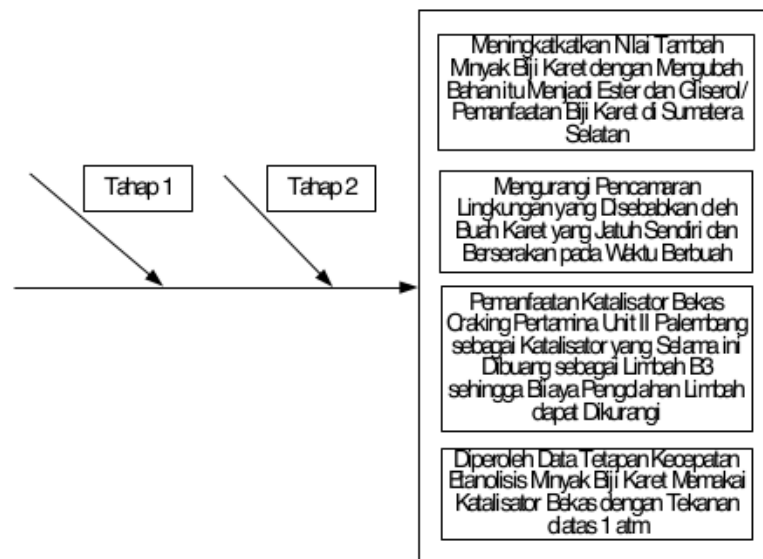 Tahap 1
Tahap 2
Meningkatkatkan Nilai Tambah
Minyak Biji Karet dengan Mengubah
Bahan itu Menjadi Ester dan Gliserol/
Pemanfaatan Biji Karet di Sumatera
Selatan
Mengurangi Pencamaran
Lingkungan yang Disebabkan oleh
Buah Karet yang Jatuh Sendiri dan
Berserakan pada Waktu Berbuah
Pemanfaatan Katalisator Bekas
Craking Pertamina Unit II Palembang
sebagai Katalisator yang Selama ini
Dibuang sebagai Limbah B3
sehingga Biiaya Pengolahan Limbah
dapat Dikurangi
Diperoleh Data Tetapan Kecepatan
Etanolisis Minyak Biji Karet Memakai
Katalisator Bekas dengan Tekanan
diatas 1 atm